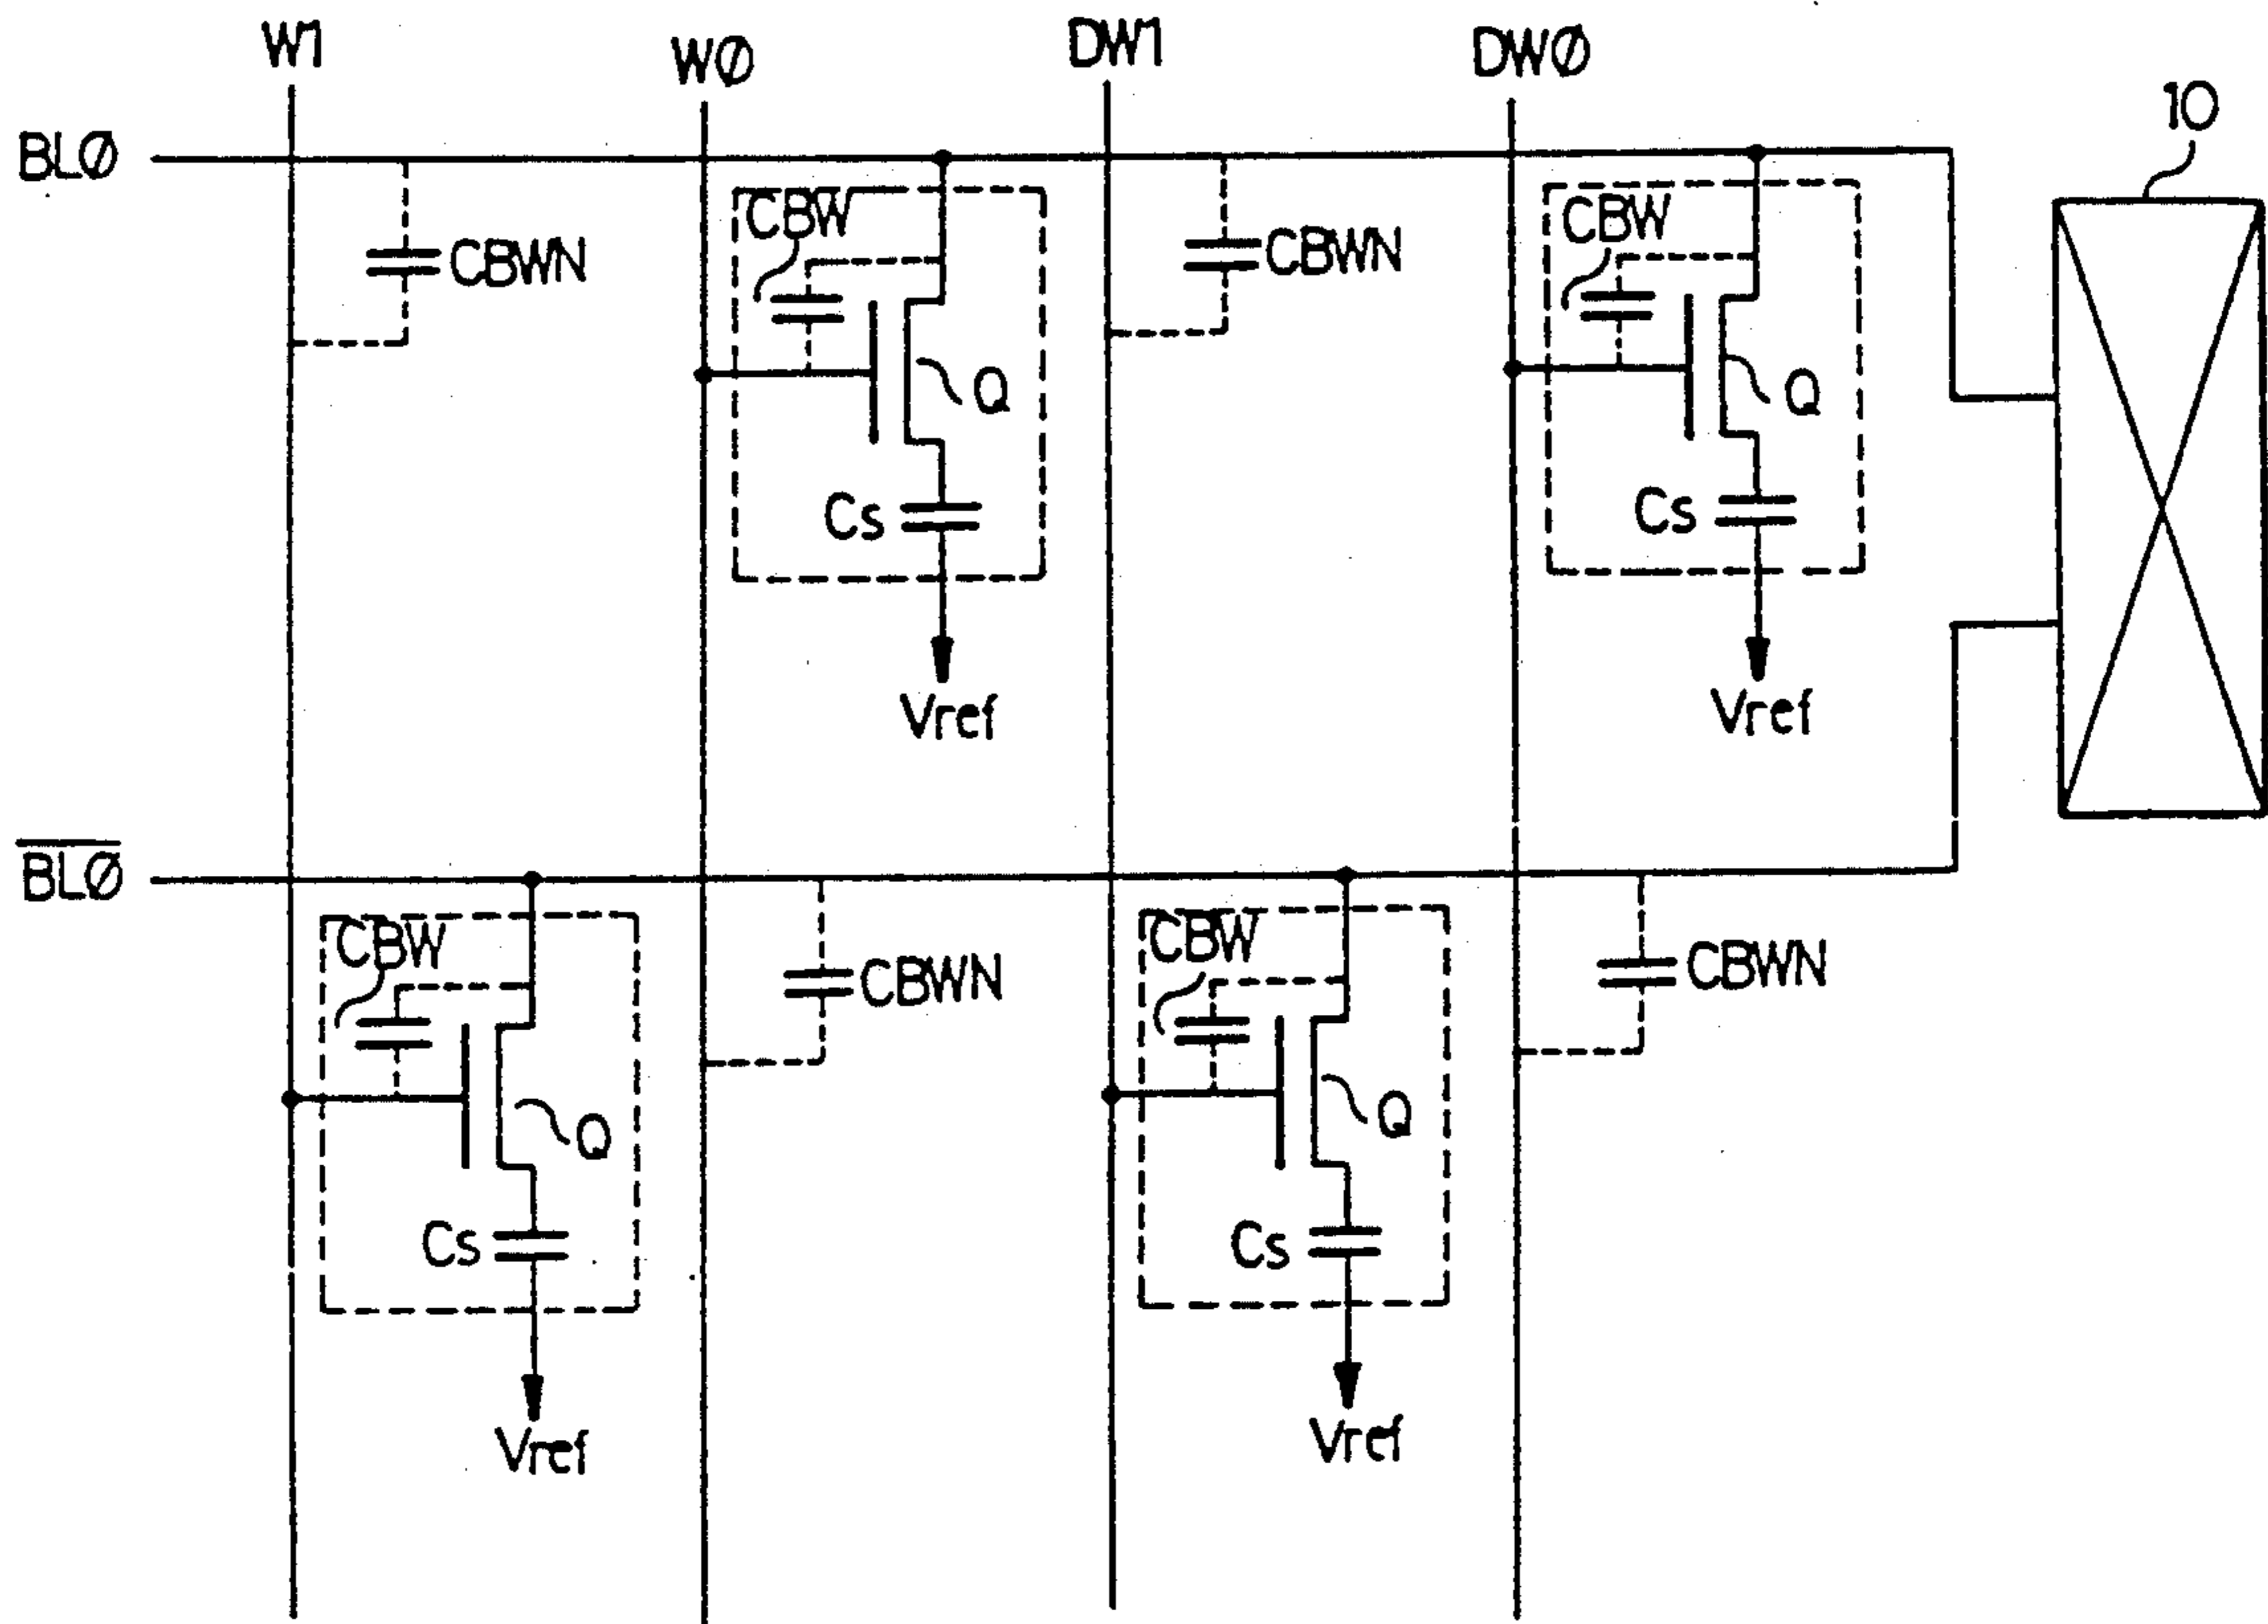 W1
WØ
DW1
DWØ
10
BLØ
CBW
CBW
CBWN
CBWN
Q
Q
Cs
Cs
Vref
Vref
B̅L̅Ø̅
CBW
CBW
CBWN
CBWN
Q
Q
Cs
Cs
Vref
Vref